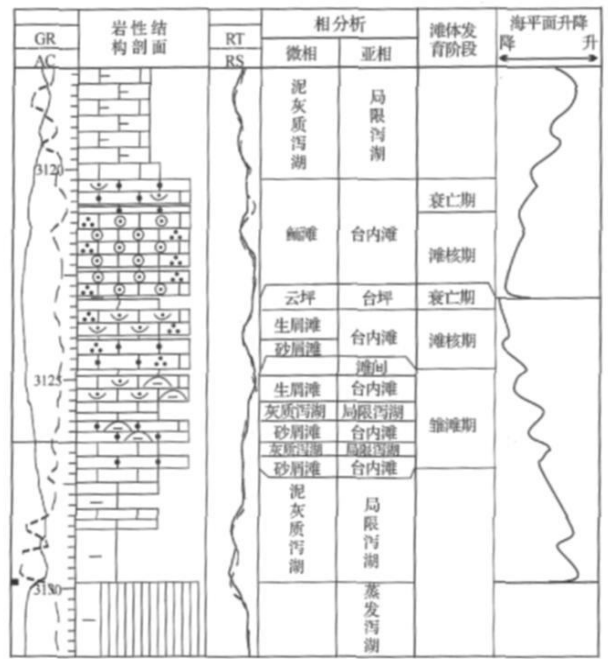 GR
AC
岩性结
构剖面
RT
RS
相分析
微相
亚相
滩体发
育阶段
海平面升降
降 升
3120
3125
3130
泥灰质泻湖
局限泻湖
鲕滩
台内滩
衰亡期
滩核期
云坪
台坪
衰亡期
生屑滩
砂屑滩
台内滩
滩核期
滩间
生屑滩
台内滩
灰质泻湖
局限泻湖
砂屑滩
台内滩
灰质泻湖
局限泻湖
砂屑滩
台内滩
雏滩期
泥灰质泻湖
局限泻湖
蒸发泻湖